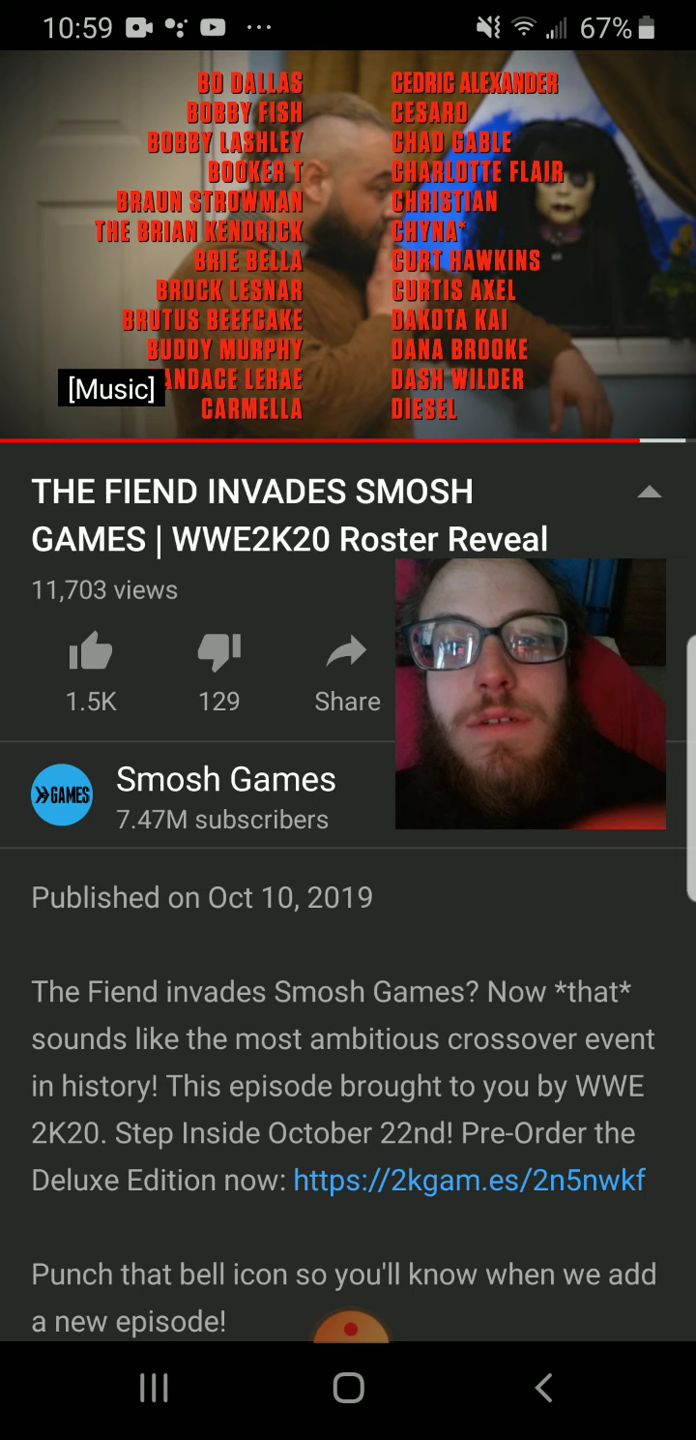 10:59 ... 67%
BO DALLAS
BOBBY FISH
BOBBY LASHLEY
BOOKER T
BRAUN STROWMAN
THE BRIAN KENDRICK
BRIE BELLA
BROCK LESNAR
BRUTUS BEEFCAKE
BUDDY MURPHY
ANDACE LERAE
CARMELLA
CEDRIC ALEXANDER
CESARO
CHAD GABLE
CHARLOTTE FLAIR
CHRISTIAN
CHYNA*
CURT HAWKINS
CURTIS AXEL
DAKOTA KAI
DANA BROOKE
DASH WILDER
DIESEL
[Music]
THE FIEND INVADES SMOSH
GAMES | WWE2K20 Roster Reveal
11,703 views
1.5K 129 Share
GAMES
Smosh Games
7.47M subscribers
Published on Oct 10, 2019
The Fiend invades Smosh Games? Now *that*
sounds like the most ambitious crossover event
in history! This episode brought to you by WWE
2K20. Step Inside October 22nd! Pre-Order the
Deluxe Edition now: https://2kgam.es/2n5nwkf
Punch that bell icon so you'll know when we add
a new episode!